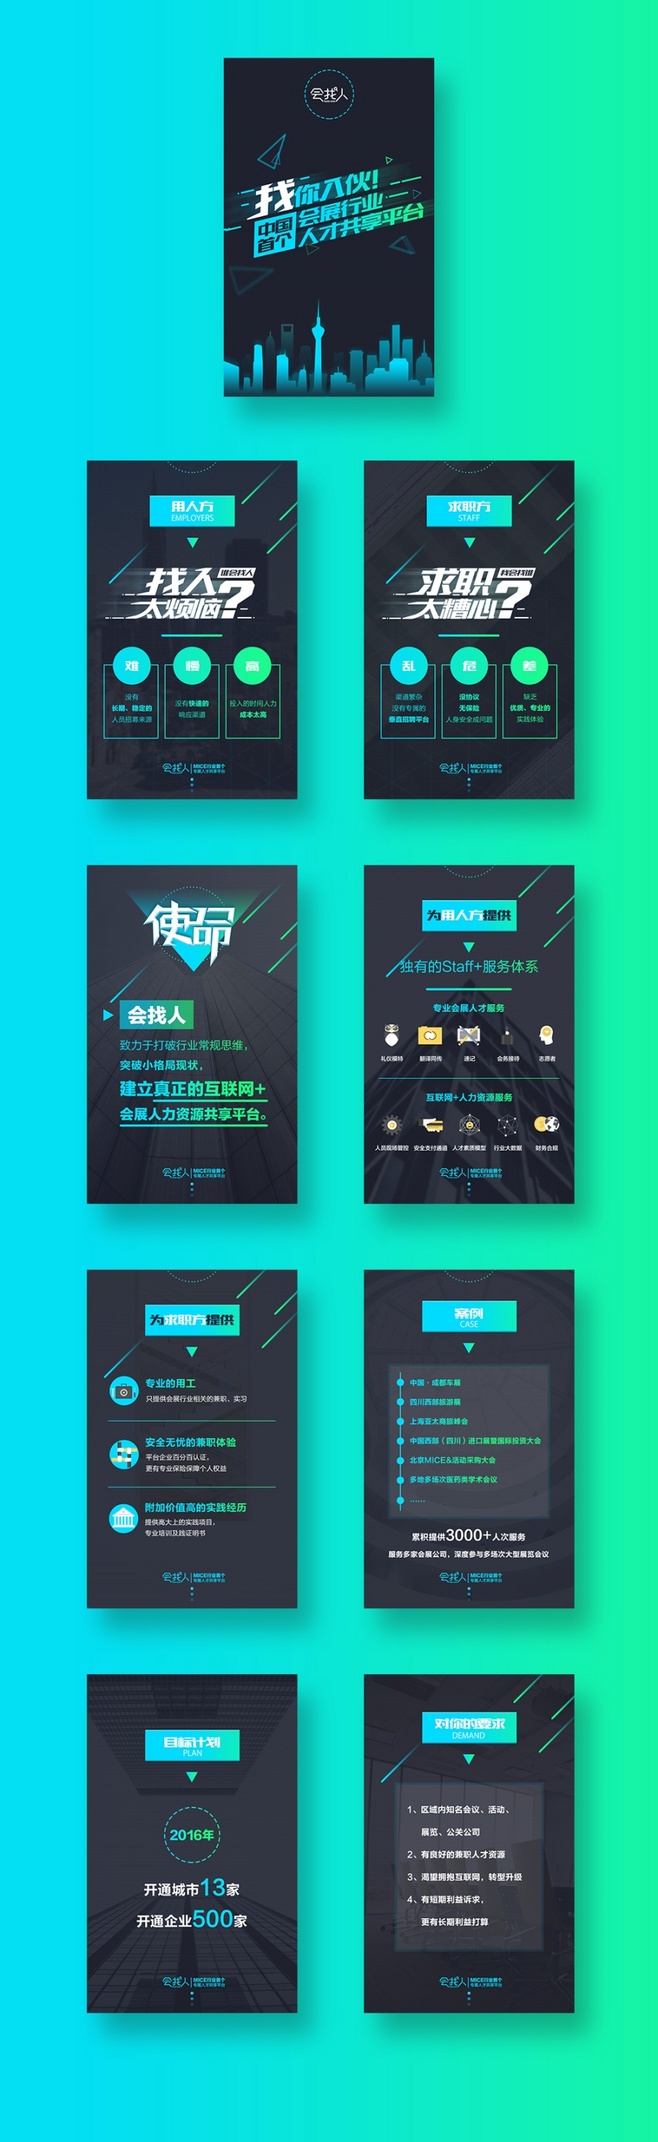 会找人
找你入伙!
中国首个
会展行业
人才共享平台
用人方
EMPLOYERS
找人
谁会找人
太烦恼?
难
慢
高
没有
长期、稳定的
人员招募来源
没有快速的
响应渠道
投入的时间人力
成本太高
会找人
MICE行业首个
专属人才共享平台
求职方
STAFF
求职
找会找谁
太糟心?
乱
危
差
渠道繁杂
没有专属的
垂直招聘平台
没协议
无保险
人身安全成问题
缺乏
优质、专业的
实践体验
会找人
MICE行业首个
专属人才共享平台
使命
会找人
致力于打破行业常规思维，
突破小格局现状，
建立真正的互联网+
会展人力资源共享平台。
会找人
MICE行业首个
专属人才共享平台
为用人方提供
独有的Staff+服务体系
专业会展人才服务
礼仪模特
翻译同传
速记
会务接待
志愿者
互联网+人力资源服务
人员现场管控
安全支付通道
人才素质模型
行业大数据
财务合规
会找人
MICE行业首个
专属人才共享平台
为求职方提供
专业的用工
只提供会展行业相关的兼职、实习
安全无忧的兼职体验
平台企业百分百认证，
更有专业保险保障个人权益
附加价值高的实践经历
提供高大上的实践项目，
专业培训及践证明书
会找人
MICE行业首个
专属人才共享平台
案例
CASE
中国·成都车展
四川西部旅游展
上海亚太商旅峰会
中国西部（四川）进口展暨国际投资大会
北京MICE&活动采购大会
多地多场次医药类学术会议
......
累积提供3000+人次服务
服务多家会展公司，深度参与多场次大型展览会议
会找人
MICE行业首个
专属人才共享平台
目标计划
PLAN
2016年
开通城市13家
开通企业500家
会找人
MICE行业首个
专属人才共享平台
对你的要求
DEMAND
1、区域内知名会议、活动、
展览、公关公司
2、有良好的兼职人才资源
3、渴望拥抱互联网，转型升级
4、有短期利益诉求，
更有长期利益打算
会找人
MICE行业首个
专属人才共享平台